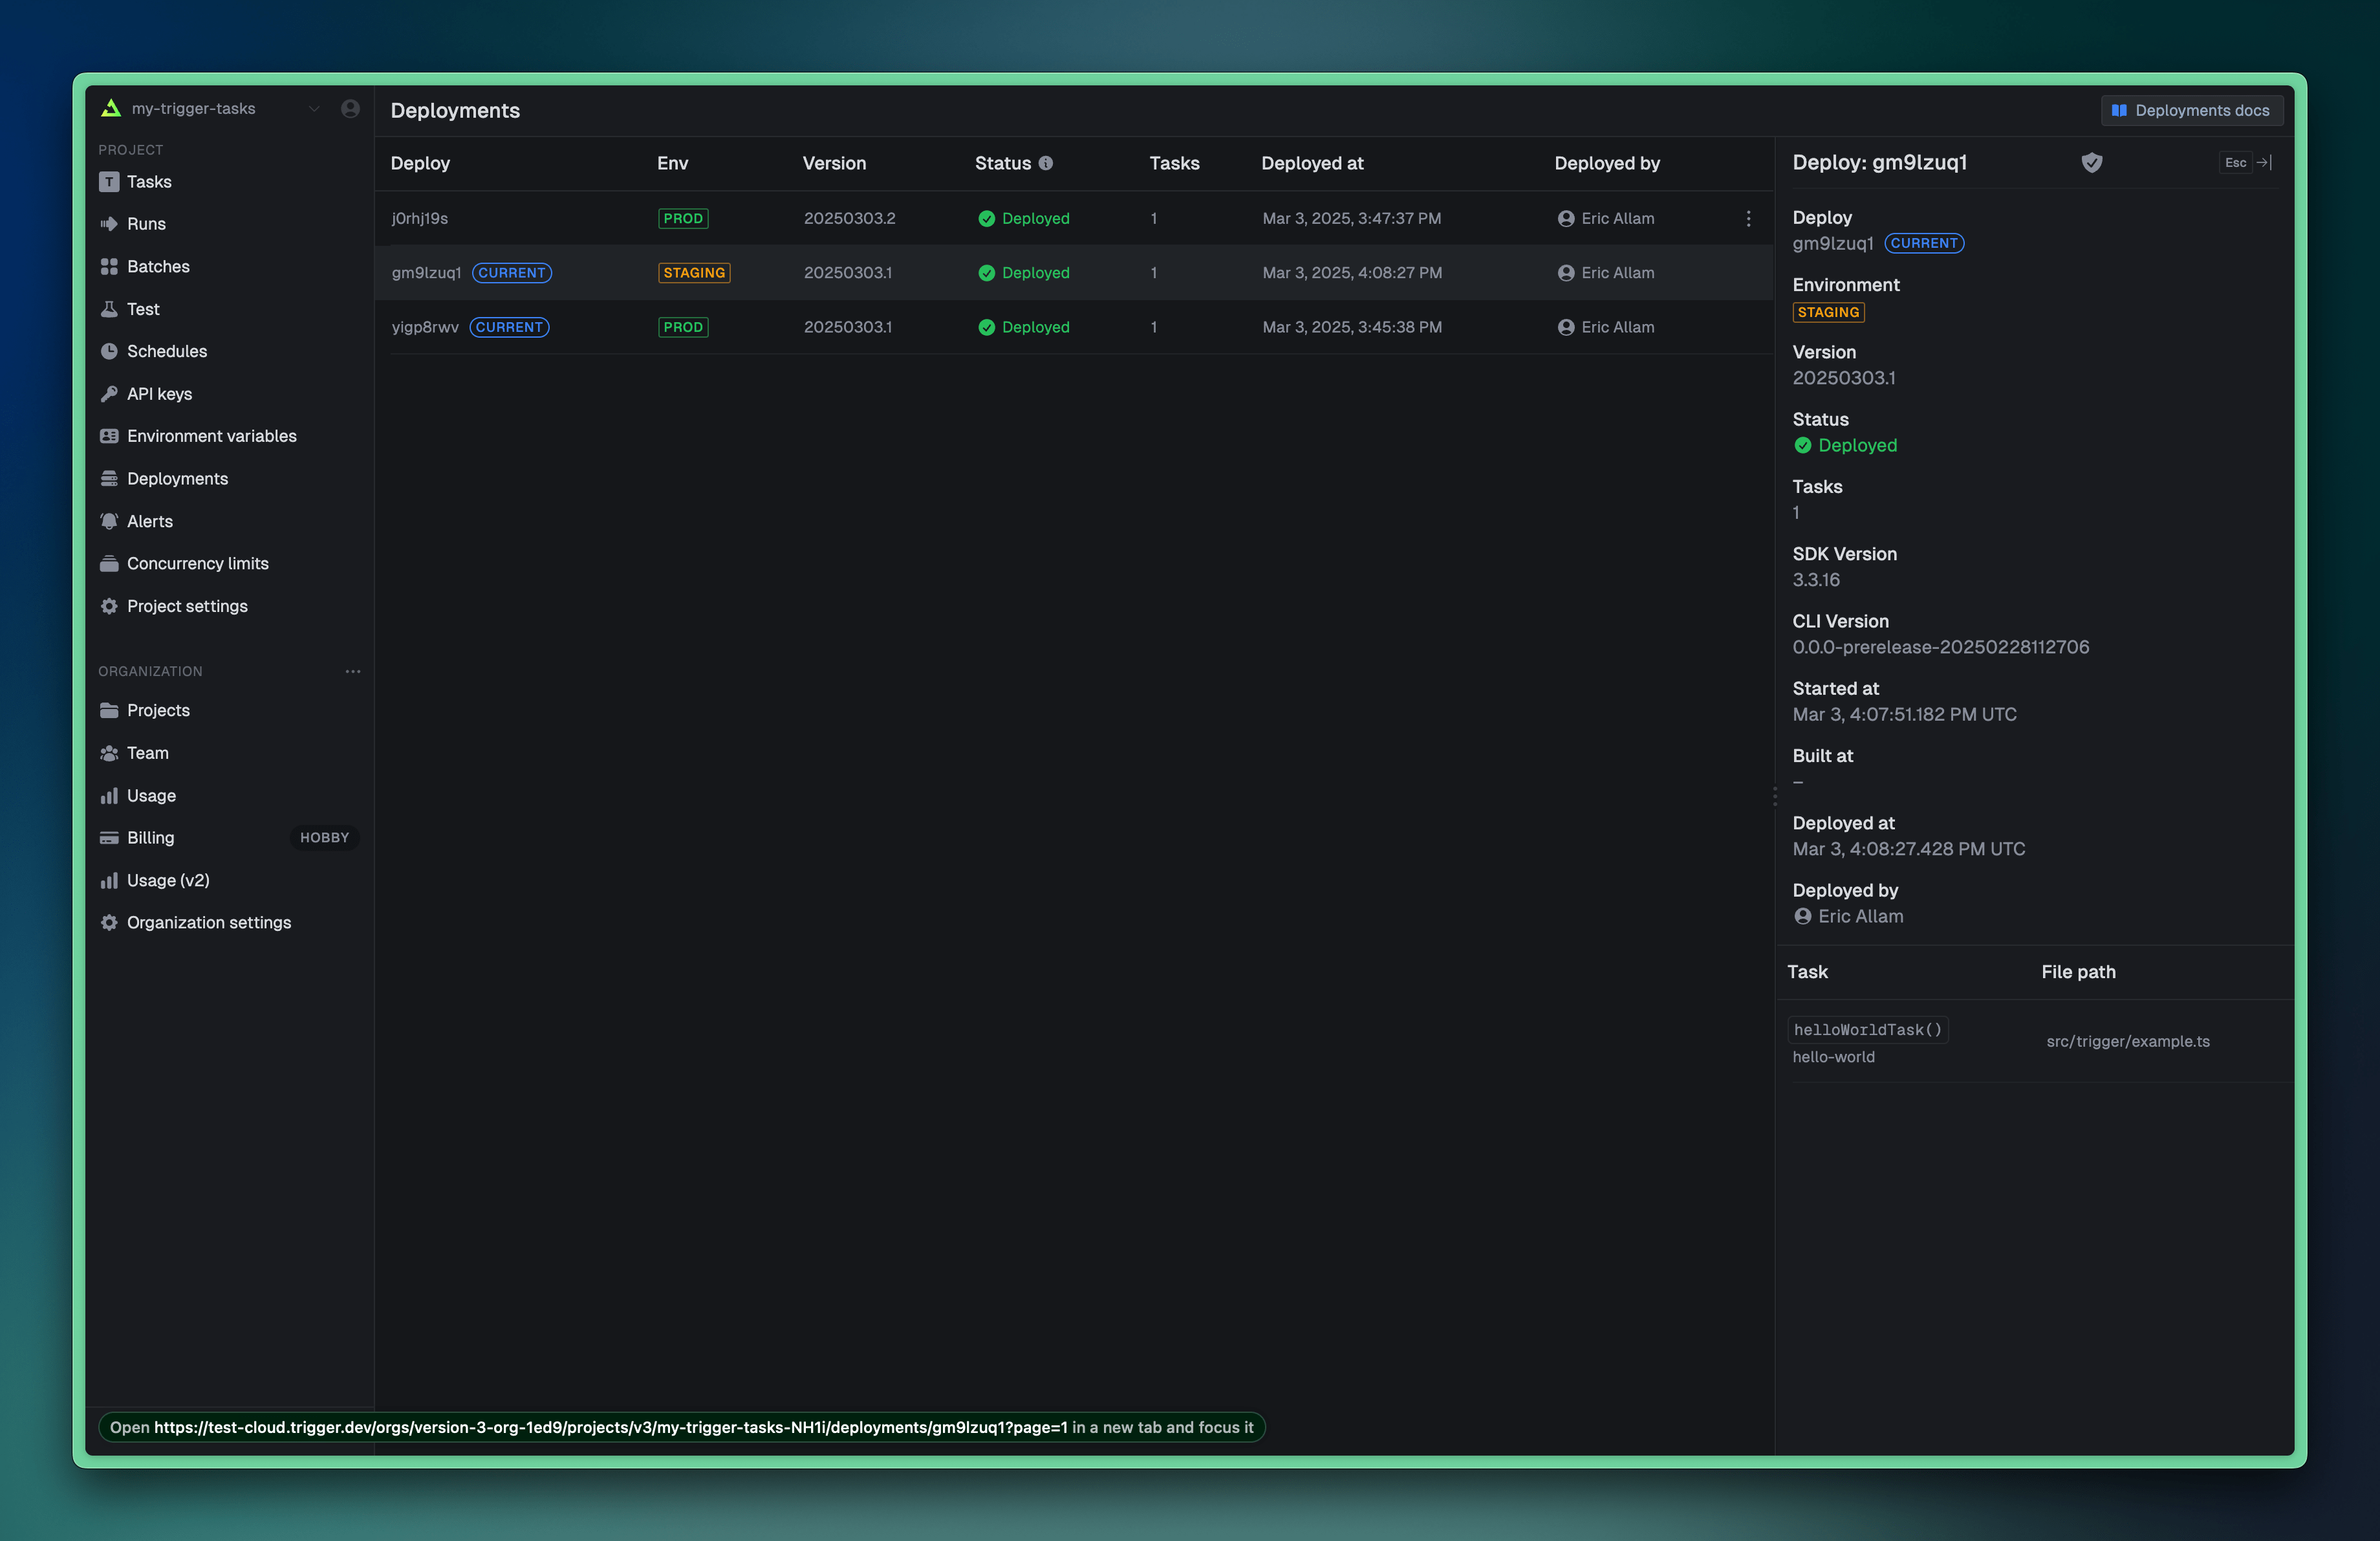 my-trigger-tasks
PROJECT
Tasks
Runs
Batches
Test
Schedules
API keys
Environment variables
Deployments
Alerts
Concurrency limits
Project settings
ORGANIZATION
Projects
Team
Usage
Billing HOBBY
Usage (v2)
Organization settings
Deployments
Deployments docs
Deploy Env Version Status Tasks Deployed at Deployed by
j0rhj19s PROD 20250303.2 Deployed 1 Mar 3, 2025, 3:47:37 PM Eric Allam
gm9lzuq1 CURRENT STAGING 20250303.1 Deployed 1 Mar 3, 2025, 4:08:27 PM Eric Allam
yigp8rwv CURRENT PROD 20250303.1 Deployed 1 Mar 3, 2025, 3:45:38 PM Eric Allam
Deploy: gm9lzuq1 Esc
Deploy
gm9lzuq1 CURRENT
Environment
STAGING
Version
20250303.1
Status
Deployed
Tasks
1
SDK Version
3.3.16
CLI Version
0.0.0-prerelease-20250228112706
Started at
Mar 3, 4:07:51.182 PM UTC
Built at
–
Deployed at
Mar 3, 4:08:27.428 PM UTC
Deployed by
Eric Allam
Task File path
helloWorldTask()
hello-world
src/trigger/example.ts
Open https://test-cloud.trigger.dev/orgs/version-3-org-1ed9/projects/v3/my-trigger-tasks-NH1i/deployments/gm9lzuq1?page=1 in a new tab and focus it